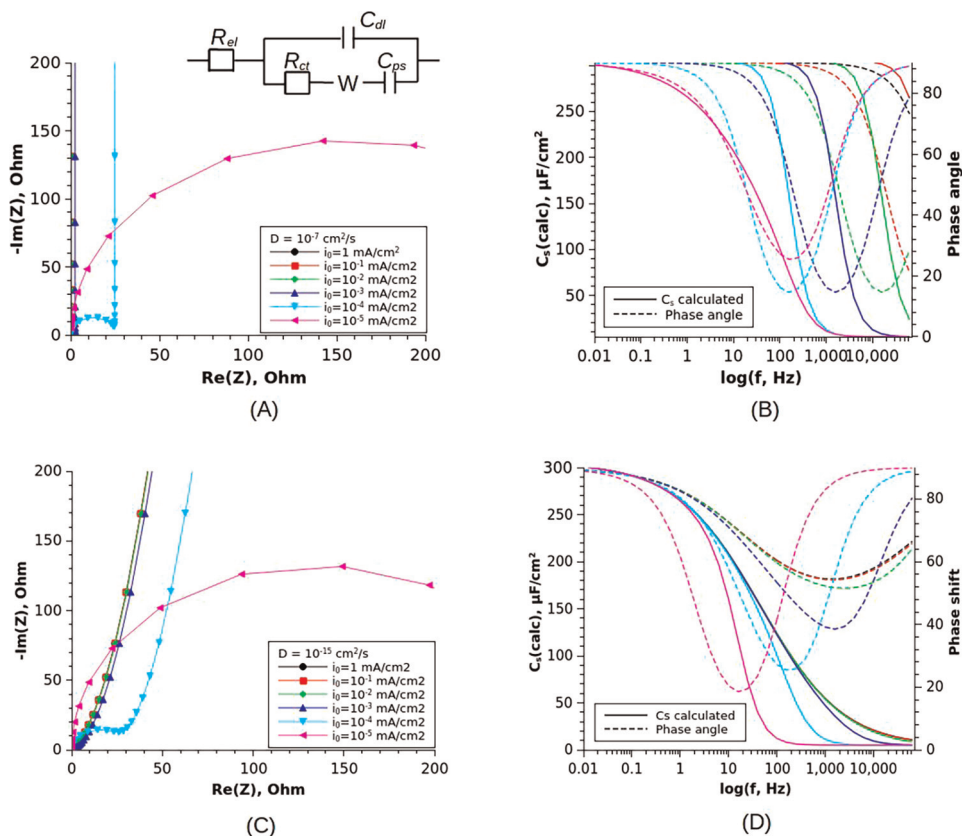 R_el
R_ct
W
C_dl
C_ps
-Im(Z), Ohm
200
150
100
50
0
0
50
100
150
200
Re(Z), Ohm
D = 10⁻⁷ cm²/s
i₀=1 mA/cm²
i₀=10⁻¹ mA/cm2
i₀=10⁻² mA/cm2
i₀=10⁻³ mA/cm2
i₀=10⁻⁴ mA/cm2
i₀=10⁻⁵ mA/cm2
(A)
Cₛ(calc), µF/cm²
250
200
150
100
50
0.01
0.1
1
10
100
1,000
10,000
log(f, Hz)
80
60
40
20
0
Phase angle
Cₛ calculated
Phase angle
(B)
-Im(Z), Ohm
200
150
100
50
0
0
50
100
150
200
Re(Z), Ohm
D = 10⁻¹⁵ cm²/s
i₀=1 mA/cm2
i₀=10⁻¹ mA/cm2
i₀=10⁻² mA/cm2
i₀=10⁻³ mA/cm2
i₀=10⁻⁴ mA/cm2
i₀=10⁻⁵ mA/cm2
(C)
Cₛ(calc), µF/cm²
300
250
200
150
100
50
0
0.01
0.1
1
10
100
1,000
10,000
log(f, Hz)
80
60
40
20
0
Phase shift
Cs calculated
Phase angle
(D)